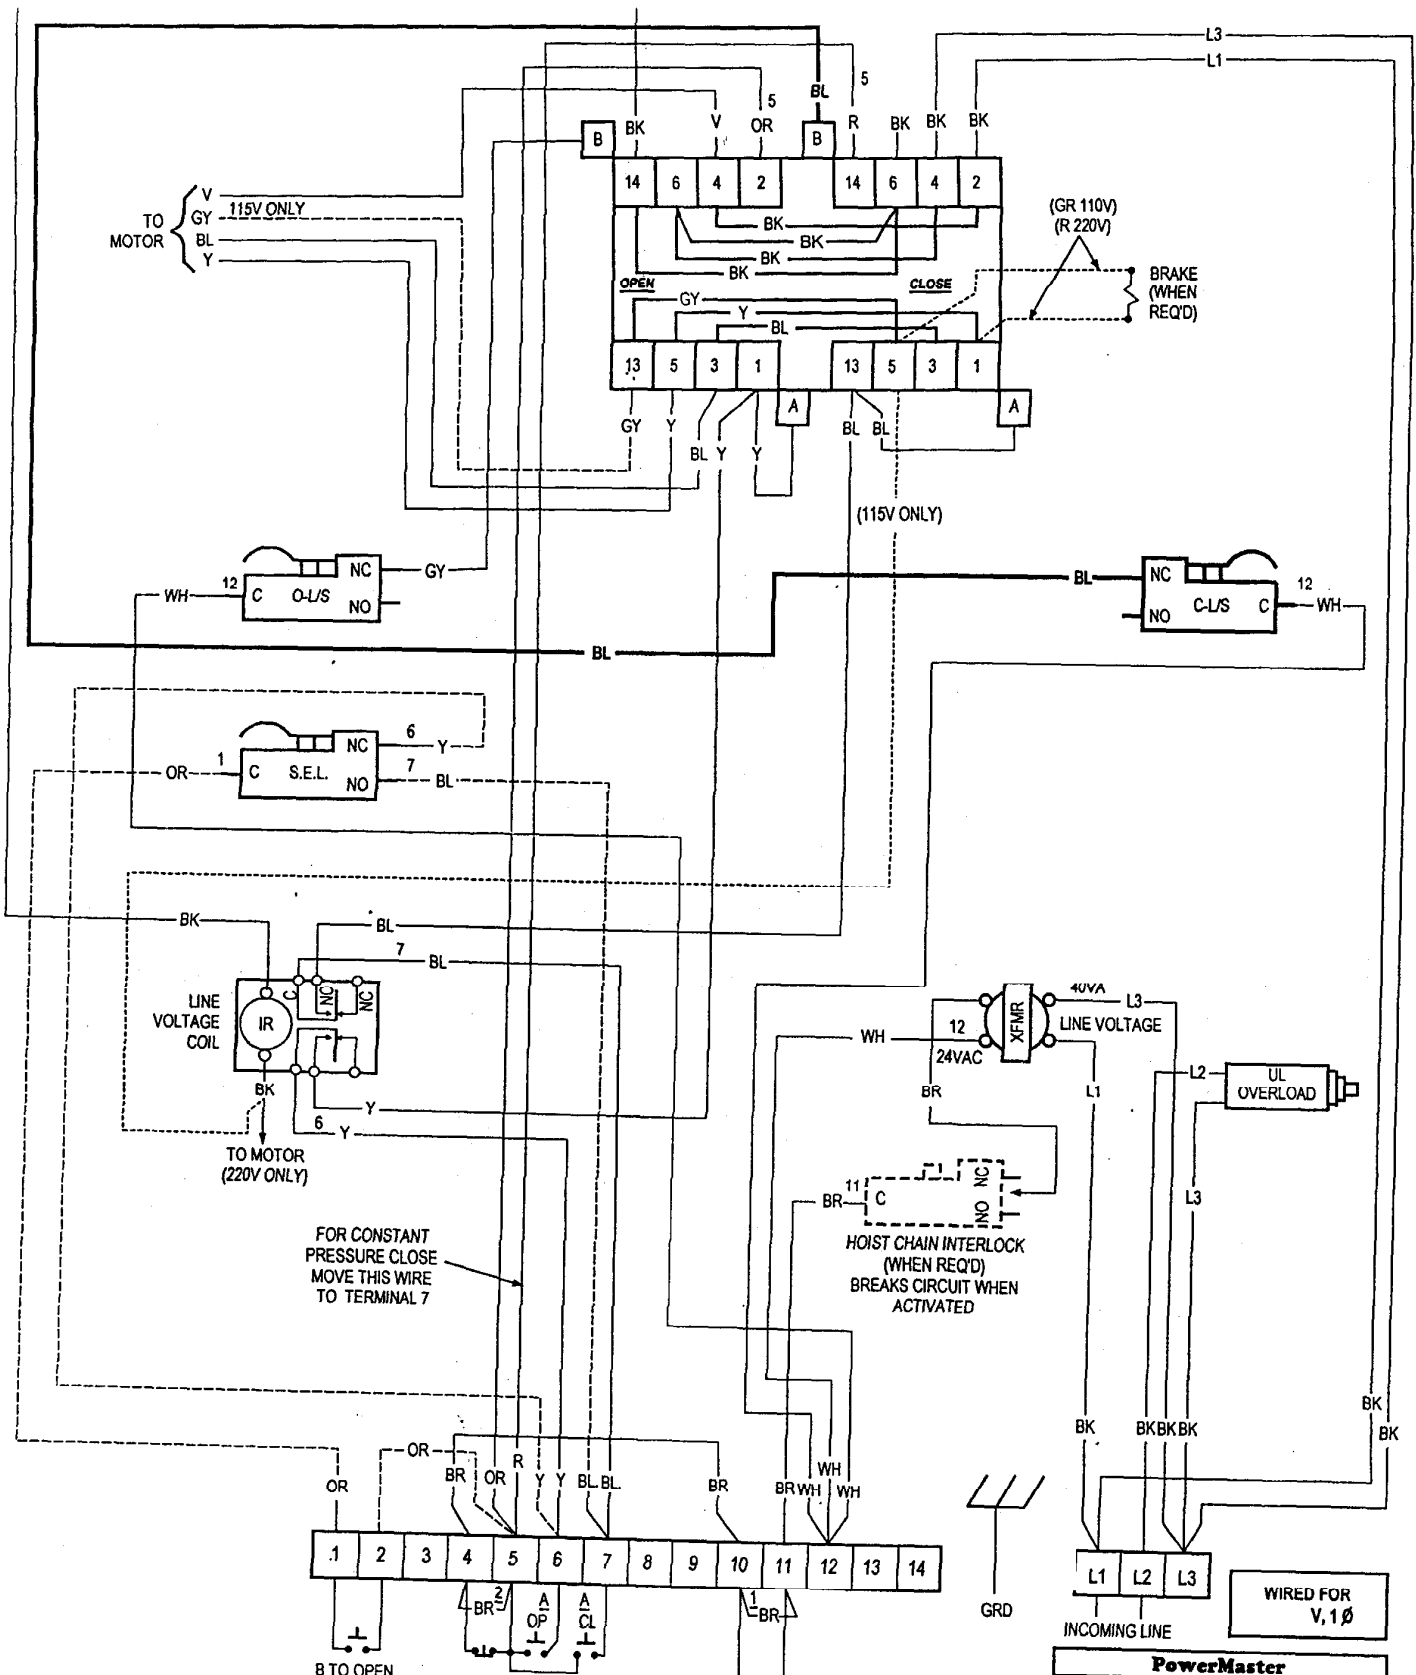 L3
L1
5
5
BL
BK
V
OR
R
BK
BK
BK
B
B
14
6
4
2
14
6
4
2
V
GY
115V ONLY
BL
Y
TO
MOTOR
BK
BK
BK
BK
(GR 110V)
(R 220V)
BRAKE
(WHEN
REQ'D)
OPEN
CLOSE
GY
Y
BL
13
5
3
1
13
5
3
1
A
A
GY
Y
BL
Y
Y
BL
BL
(115V ONLY)
NC
GY
12
WH
C
O-L/S
NO
BL
NC
12
C-L/S
C
WH
NO
BL
NC
6
Y
1
OR
C
S.E.L.
7
NO
BL
BK
BL
7
BL
C
NC
NC
LINE
VOLTAGE
COIL
IR
BK
Y
6
Y
TO MOTOR
(220V ONLY)
40VA
L3
XFMR
LINE VOLTAGE
WH
12
24VAC
BR
L1
L2
UL
OVERLOAD
L3
11
BR
C
NC
NO
HOIST CHAIN INTERLOCK
(WHEN REQ'D)
BREAKS CIRCUIT WHEN
ACTIVATED
FOR CONSTANT
PRESSURE CLOSE
MOVE THIS WIRE
TO TERMINAL 7
BK
BK
BK
BK
BK
BK
OR
OR
BR
OR
R
Y
Y
BL
BL
BR
BR
WH
WH
WH
1
2
3
4
5
6
7
8
9
10
11
12
13
14
BR
2
A
OP
A
CL
1
BR
B TO OPEN
GRD
L1
L2
L3
INCOMING LINE
WIRED FOR
V, 1Ø
PowerMaster